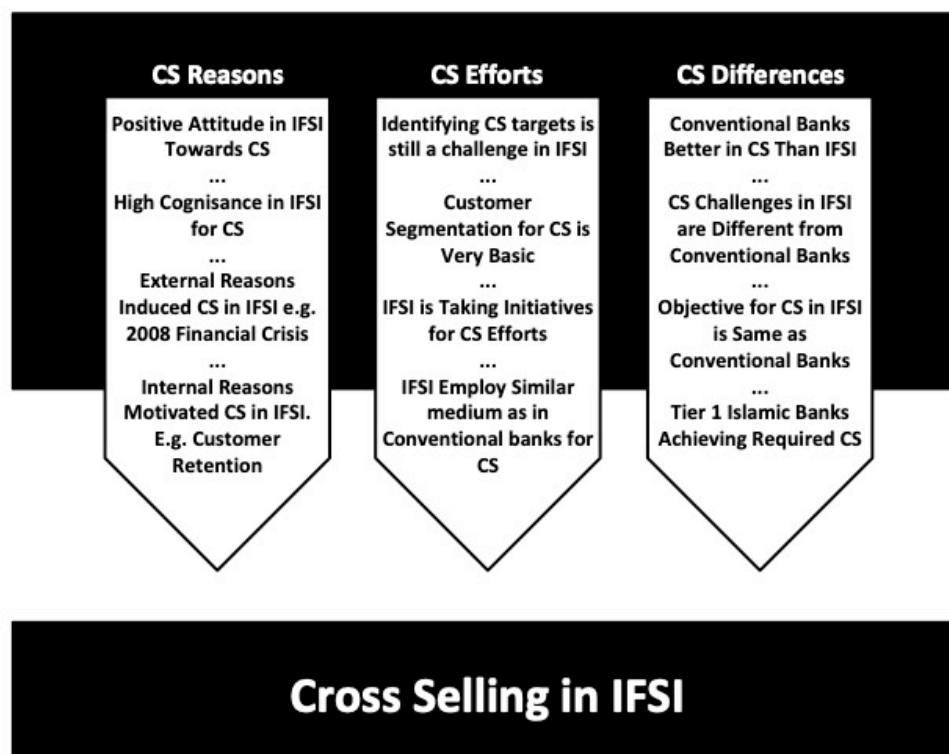 CS Reasons
Positive Attitude in IFSI
Towards CS
...
High Cognisance in IFSI
for CS
...
External Reasons
Induced CS in IFSI e.g.
2008 Financial Crisis
...
Internal Reasons
Motivated CS in IFSI.
E.g. Customer
Retention
CS Efforts
Identifying CS targets is
still a challenge in IFSI
...
Customer
Segmentation for CS is
Very Basic
...
IFSI is Taking Initiatives
for CS Efforts
...
IFSI Employ Similar
medium as in
Conventional banks for
CS
CS Differences
Conventional Banks
Better in CS Than IFSI
...
CS Challenges in IFSI
are Different from
Conventional Banks
...
Objective for CS in IFSI
is Same as
Conventional Banks
...
Tier 1 Islamic Banks
Achieving Required CS
Cross Selling in IFSI